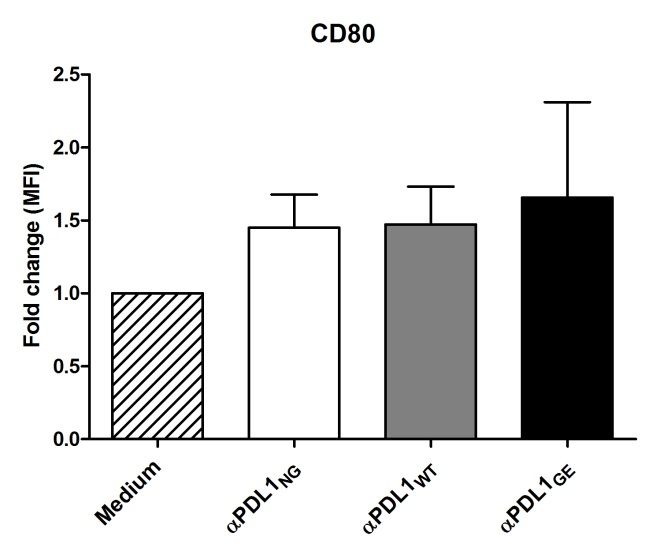 CD80
Fold change (MFI)
2.5
2.0
1.5
1.0
0.5
0.0
Medium
αPDL1NG
αPDL1WT
αPDL1GE